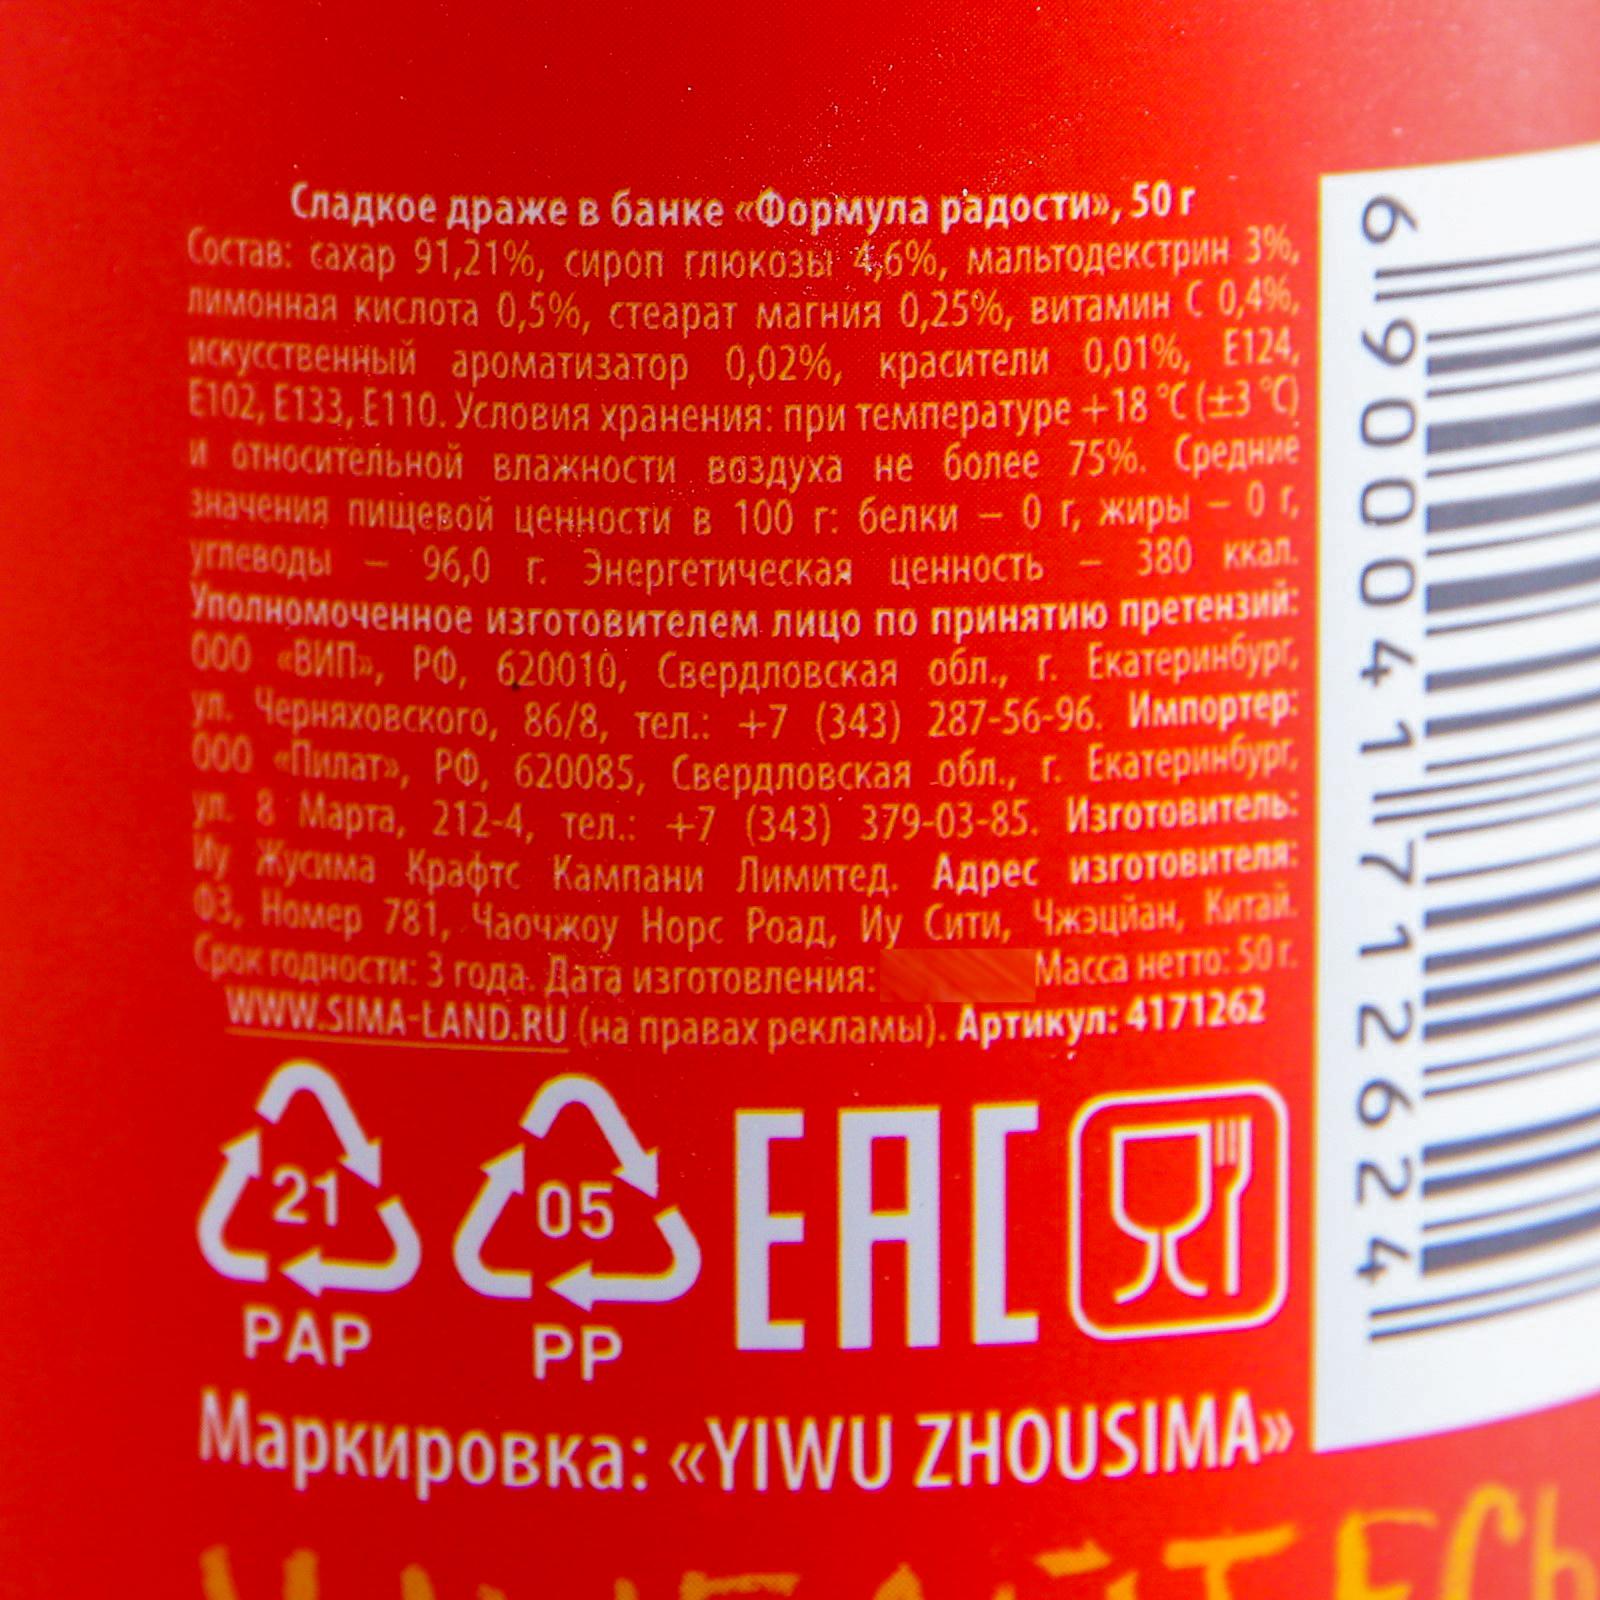 Сладкое драже в банке «Формула радости», 50 г
Состав: сахар 91,21%, сироп глюкозы 4,6%, мальтодекстрин 3%,
лимонная кислота 0,5%, стеарат магния 0,25%, витамин С 0,4%,
искусственный ароматизатор 0,02%, красители 0,01%, Е124,
Е102, Е133, Е110. Условия хранения: при температуре +18 °С (±3 °С)
и относительной влажности воздуха не более 75%. Средние
значения пищевой ценности в 100 г: белки – 0 г, жиры – 0 г,
углеводы – 96,0 г. Энергетическая ценность – 380 ккал.
Уполномоченное изготовителем лицо по принятию претензий:
ООО «ВИП», РФ, 620010, Свердловская обл., г. Екатеринбург,
ул. Черняховского, 86/8, тел.: +7 (343) 287-56-96. Импортер:
ООО «Пилат», РФ, 620085, Свердловская обл., г. Екатеринбург,
ул. 8 Марта, 212-4, тел.: +7 (343) 379-03-85. Изготовитель:
Иу Жусима Крафтс Кампани Лимитед. Адрес изготовителя:
Ф3, Номер 781, Чаочжоу Норс Роад, Иу Сити, Чжэцйан, Китай.
Срок годности: 3 года. Дата изготовления: Масса нетто: 50 г.
WWW.SIMA-LAND.RU (на правах рекламы). Артикул: 4171262
21
PAP
05
PP
EAC
Маркировка: «YIWU ZHOUSIMA»
6 900041 712624